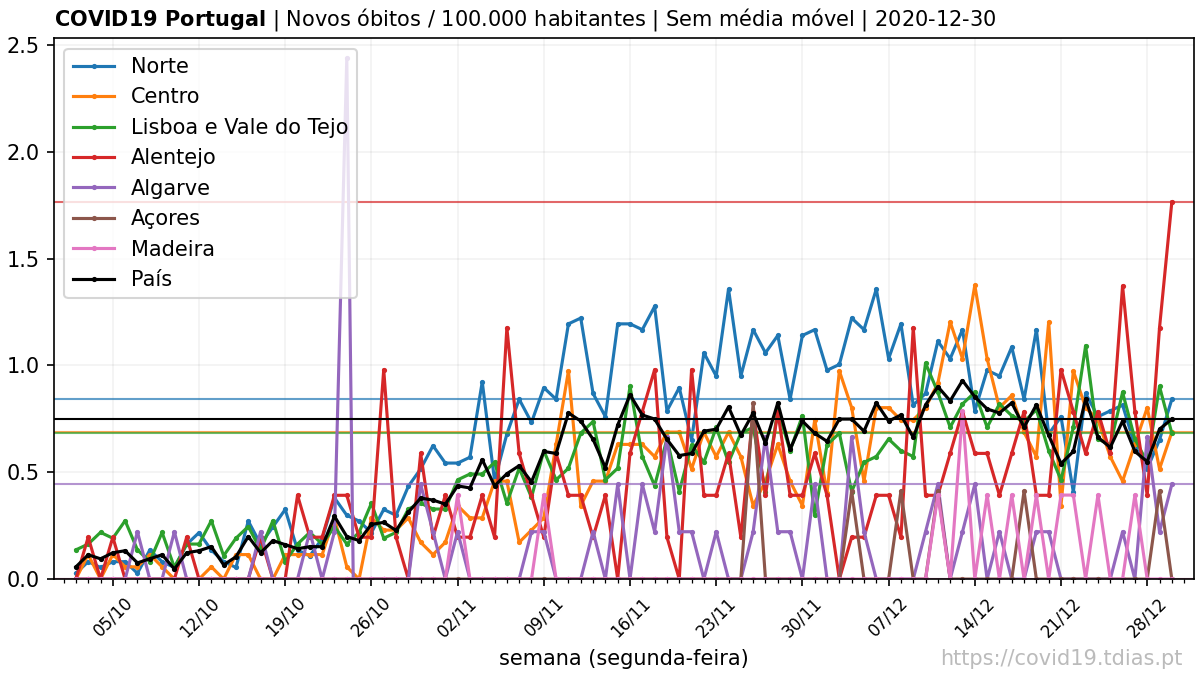 COVID19 Portugal | Novos óbitos / 100.000 habitantes | Sem média móvel | 2020-12-30
2.5
2.0
1.5
1.0
0.5
0.0
Norte
Centro
Lisboa e Vale do Tejo
Alentejo
Algarve
Açores
Madeira
País
05/10
12/10
19/10
26/10
02/11
09/11
16/11
23/11
30/11
07/12
14/12
21/12
28/12
semana (segunda-feira)
https://covid19.tdias.pt